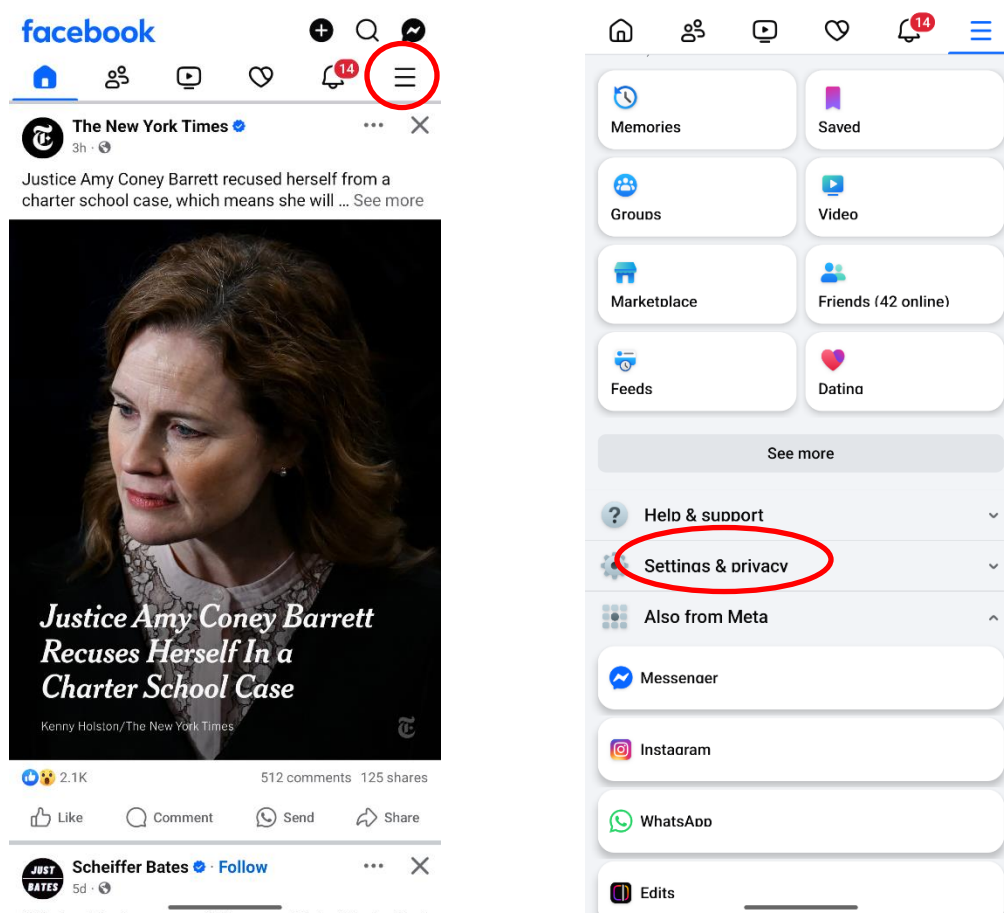 facebook
14
The New York Times
3h ·
Justice Amy Coney Barrett recused herself from a
charter school case, which means she will ... See more
Justice Amy Coney Barrett
Recuses Herself In a
Charter School Case
Kenny Holston/The New York Times
2.1K
512 comments 125 shares
Like
Comment
Send
Share
JUST
BATES
Scheiffer Bates · Follow
5d ·
14
Memories
Saved
Groups
Video
Marketplace
Friends (42 online)
Feeds
Dating
See more
Help & support
Settings & privacy
Also from Meta
Messenger
Instagram
WhatsApp
Edits